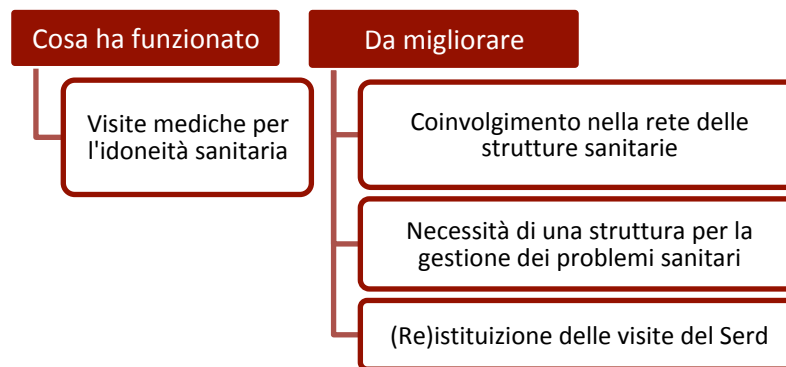 Cosa ha funzionato
Visite mediche per
l'idoneità sanitaria
Da migliorare
Coinvolgimento nella rete delle
strutture sanitarie
Necessità di una struttura per la
gestione dei problemi sanitari
(Re)istituizione delle visite del Serd